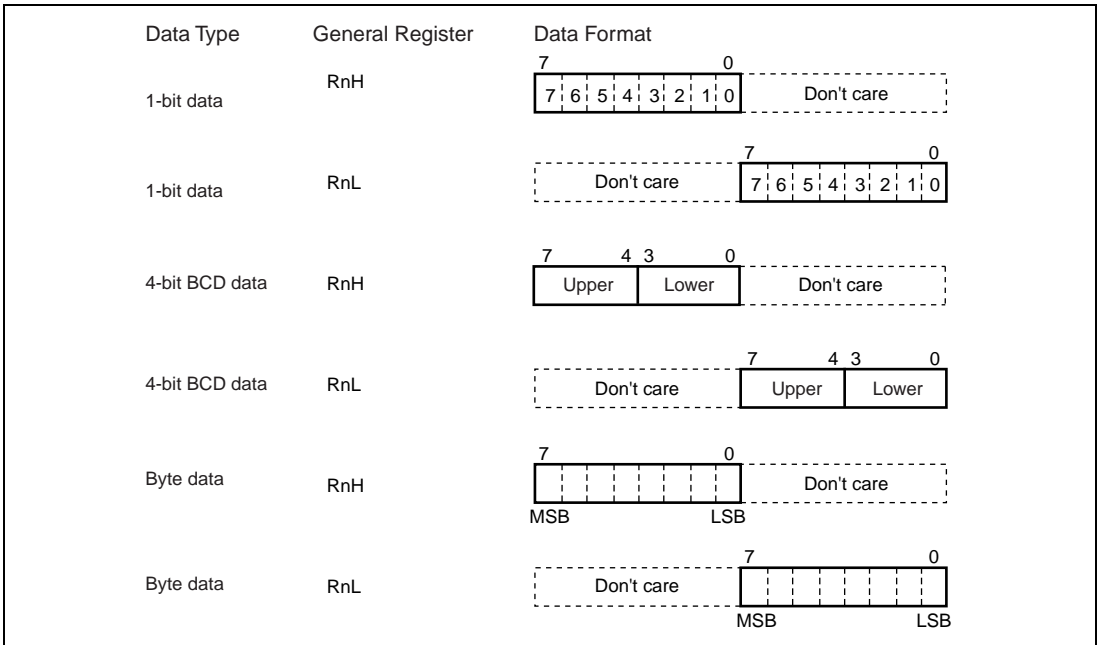 Data Type General Register Data Format
7 0
1-bit data RnH 7 6 5 4 3 2 1 0 Don't care
7 0
1-bit data RnL Don't care 7 6 5 4 3 2 1 0
7 4 3 0
4-bit BCD data RnH Upper Lower Don't care
7 4 3 0
4-bit BCD data RnL Don't care Upper Lower
7 0
Byte data RnH Don't care
MSB LSB
7 0
Byte data RnL Don't care
MSB LSB